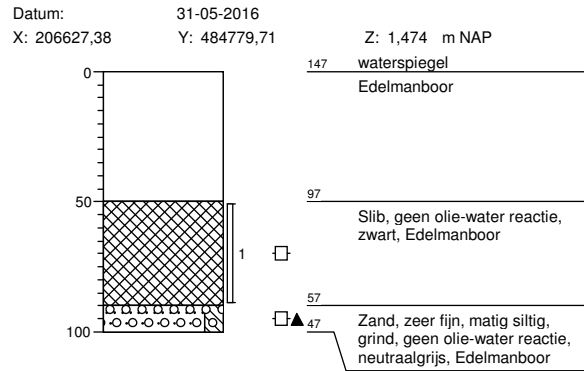 Datum: 31-05-2016
X: 206627,38 Y: 484779,71 Z: 1,474 m NAP
0 147 waterspiegel
Edelmanboor
50 97
Slib, geen olie-water reactie,
zwart, Edelmanboor
1
57
Zand, zeer fijn, matig siltig,
100 47 grind, geen olie-water reactie,
neutraalgrijs, Edelmanboor